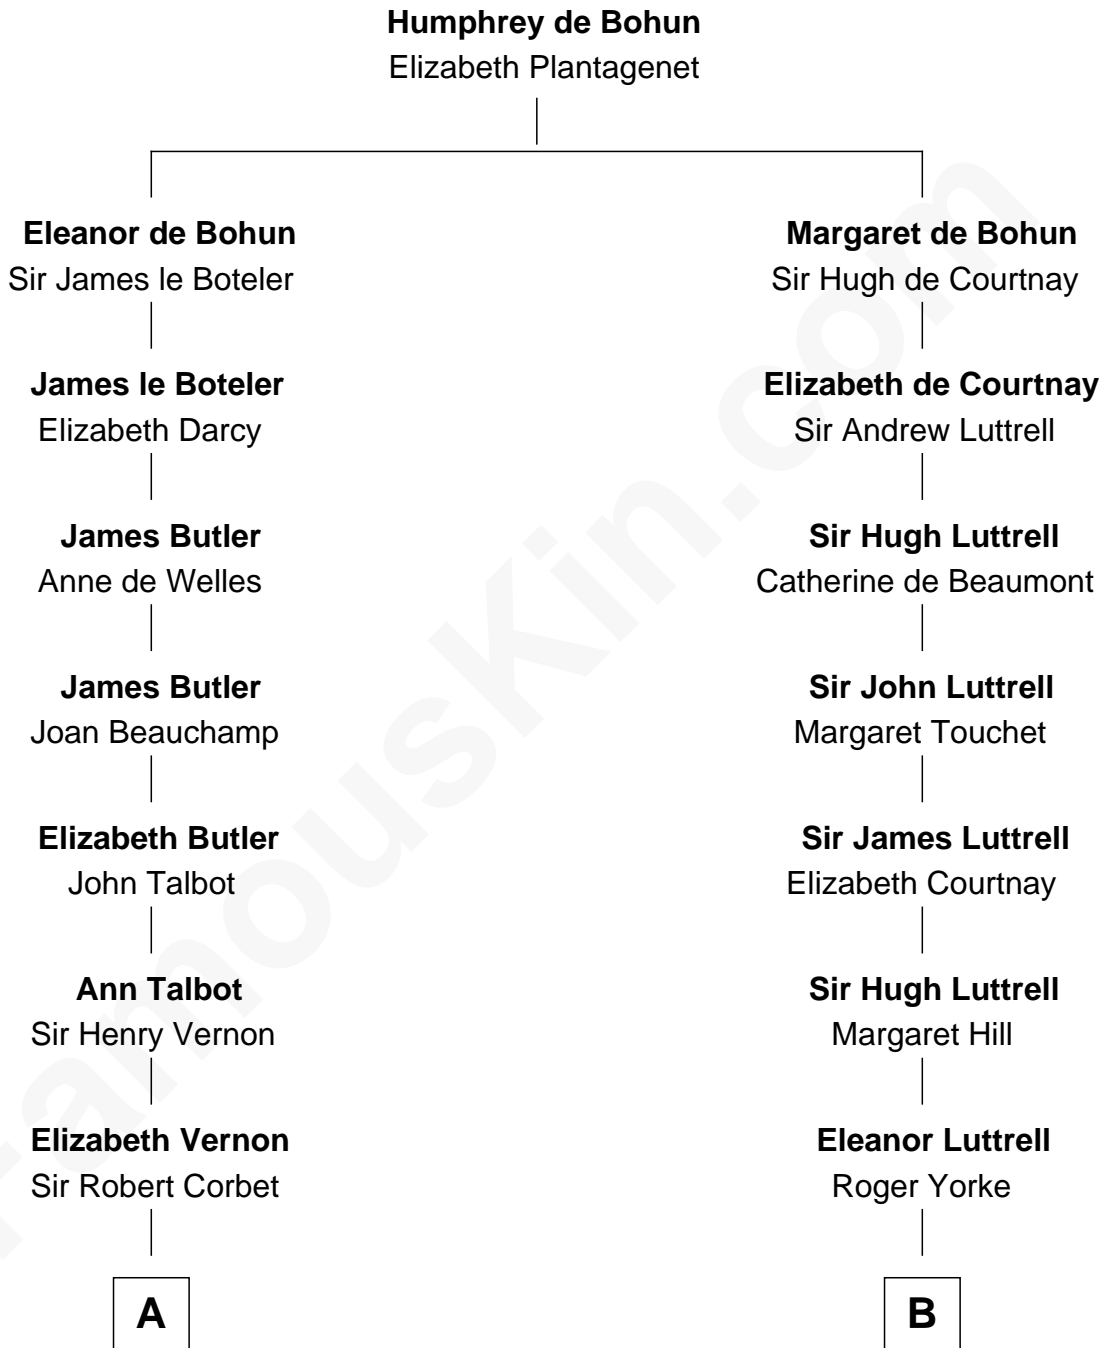 Humphrey de Bohun
Elizabeth Plantagenet
Eleanor de Bohun
Sir James le Boteler
Margaret de Bohun
Sir Hugh de Courtnay
James le Boteler
Elizabeth Darcy
Elizabeth de Courtnay
Sir Andrew Luttrell
James Butler
Anne de Welles
Sir Hugh Luttrell
Catherine de Beaumont
James Butler
Joan Beauchamp
Sir John Luttrell
Margaret Touchet
Elizabeth Butler
John Talbot
Sir James Luttrell
Elizabeth Courtnay
Ann Talbot
Sir Henry Vernon
Sir Hugh Luttrell
Margaret Hill
Elizabeth Vernon
Sir Robert Corbet
Eleanor Luttrell
Roger Yorke
A
B
FamousKin.com